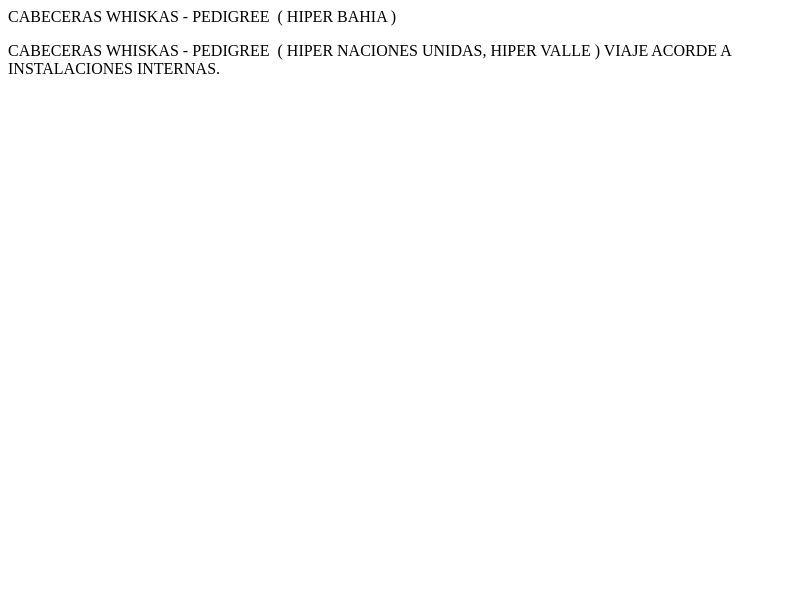 CABECERAS WHISKAS - PEDIGREE  ( HIPER BAHIA )
CABECERAS WHISKAS - PEDIGREE  ( HIPER NACIONES UNIDAS, HIPER VALLE ) VIAJE ACORDE A
INSTALACIONES INTERNAS.